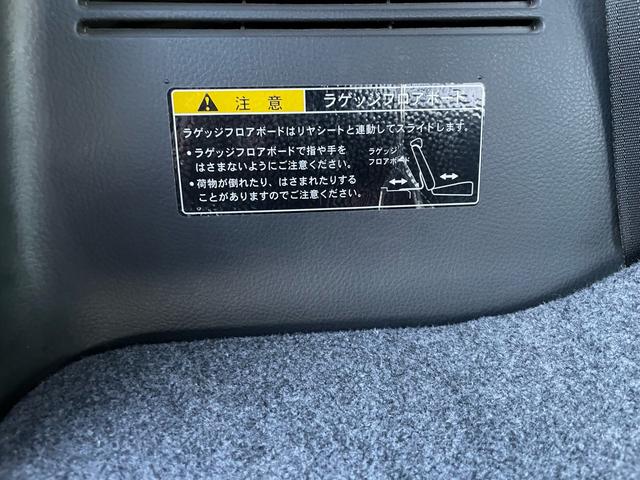 注意 ラゲッジフロアボード
ラゲッジフロアボードはリヤシートと連動してスライドします。
•ラゲッジフロアボードで指や手を
はさまないようにご注意ください。
•荷物が倒れたり、はさまれたりする
ことがありますのでご注意ください。
ラゲッジ
フロアボード